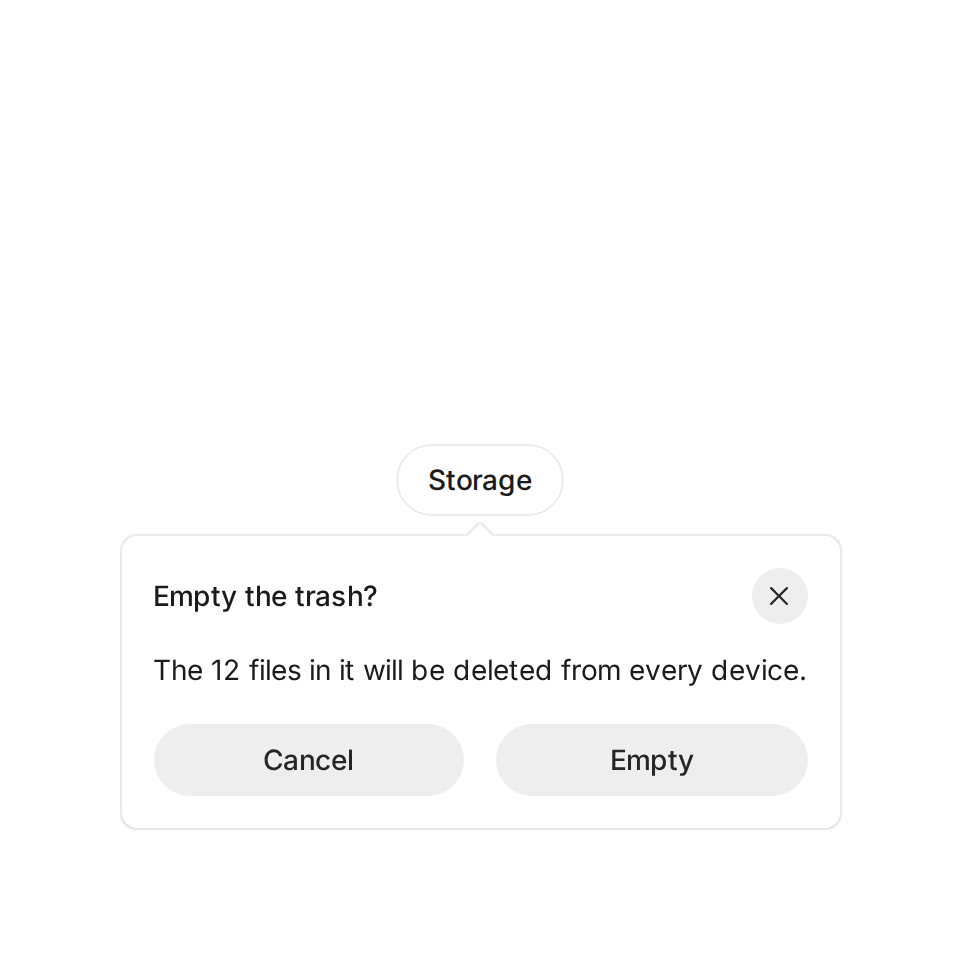 Storage
Empty the trash?
The 12 files in it will be deleted from every device.
Cancel
Empty